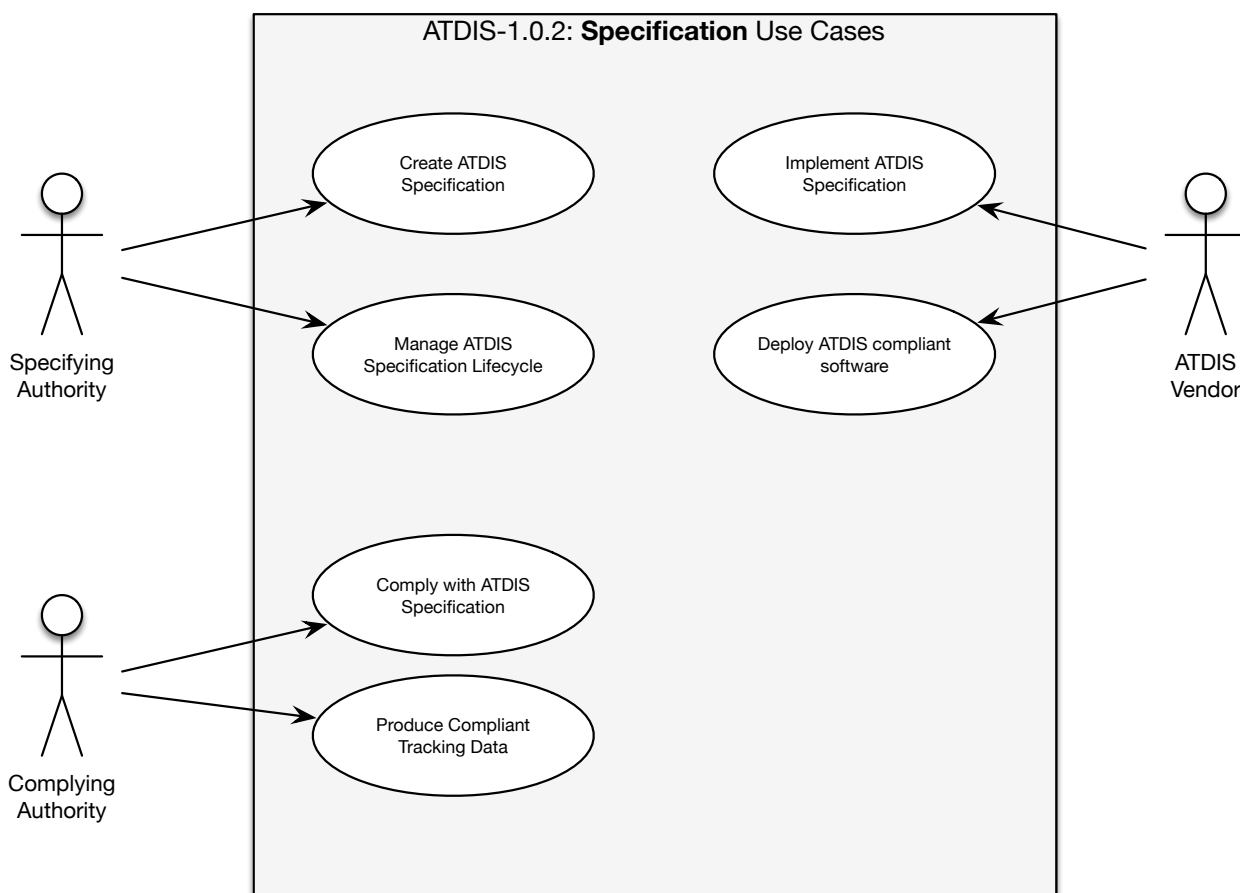 ATDIS-1.0.2: Specification Use Cases
Create ATDIS
Specification
Implement ATDIS
Specification
Specifying
Authority
Manage ATDIS
Specification Lifecycle
Deploy ATDIS compliant
software
ATDIS
Vendor
Comply with ATDIS
Specification
Produce Compliant
Tracking Data
Complying
Authority